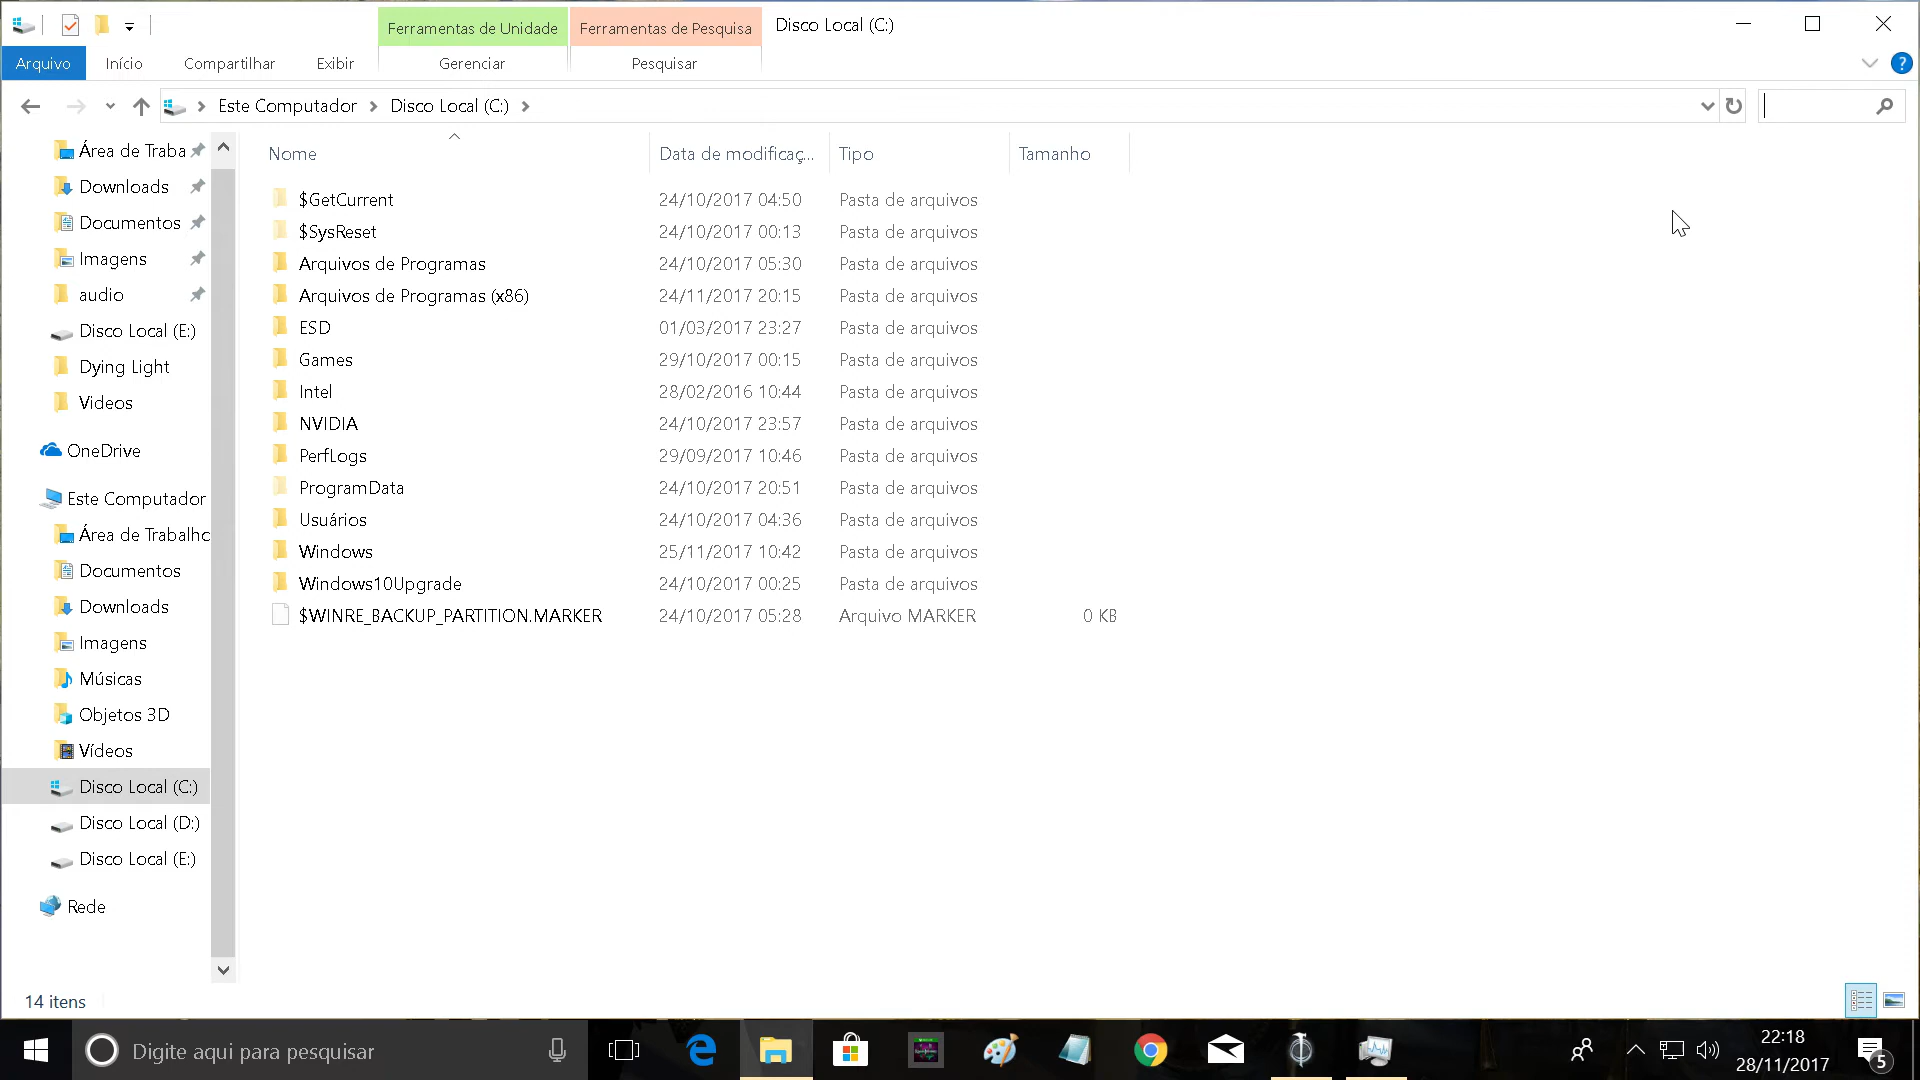 Ferramentas de Unidade Ferramentas de Pesquisa Disco Local (C:)
Arquivo Início Compartilhar Exibir Gerenciar Pesquisar ?
Este Computador Disco Local (C:)
Nome Data de modificaç... Tipo Tamanho
Área de Traba
Downloads
Documentos
Imagens
audio
Disco Local (E:)
Dying Light
Videos
OneDrive
Este Computador
Área de Trabalhc
Documentos
Downloads
Imagens
Músicas
Objetos 3D
Vídeos
Disco Local (C:)
Disco Local (D:)
Disco Local (E:)
Rede
$GetCurrent 24/10/2017 04:50 Pasta de arquivos
$SysReset 24/10/2017 00:13 Pasta de arquivos
Arquivos de Programas 24/10/2017 05:30 Pasta de arquivos
Arquivos de Programas (x86) 24/11/2017 20:15 Pasta de arquivos
ESD 01/03/2017 23:27 Pasta de arquivos
Games 29/10/2017 00:15 Pasta de arquivos
Intel 28/02/2016 10:44 Pasta de arquivos
NVIDIA 24/10/2017 23:57 Pasta de arquivos
PerfLogs 29/09/2017 10:46 Pasta de arquivos
ProgramData 24/10/2017 20:51 Pasta de arquivos
Usuários 24/10/2017 04:36 Pasta de arquivos
Windows 25/11/2017 10:42 Pasta de arquivos
Windows10Upgrade 24/10/2017 00:25 Pasta de arquivos
$WINRE_BACKUP_PARTITION.MARKER 24/10/2017 05:28 Arquivo MARKER 0 KB
14 itens
Digite aqui para pesquisar
22:18
28/11/2017
5